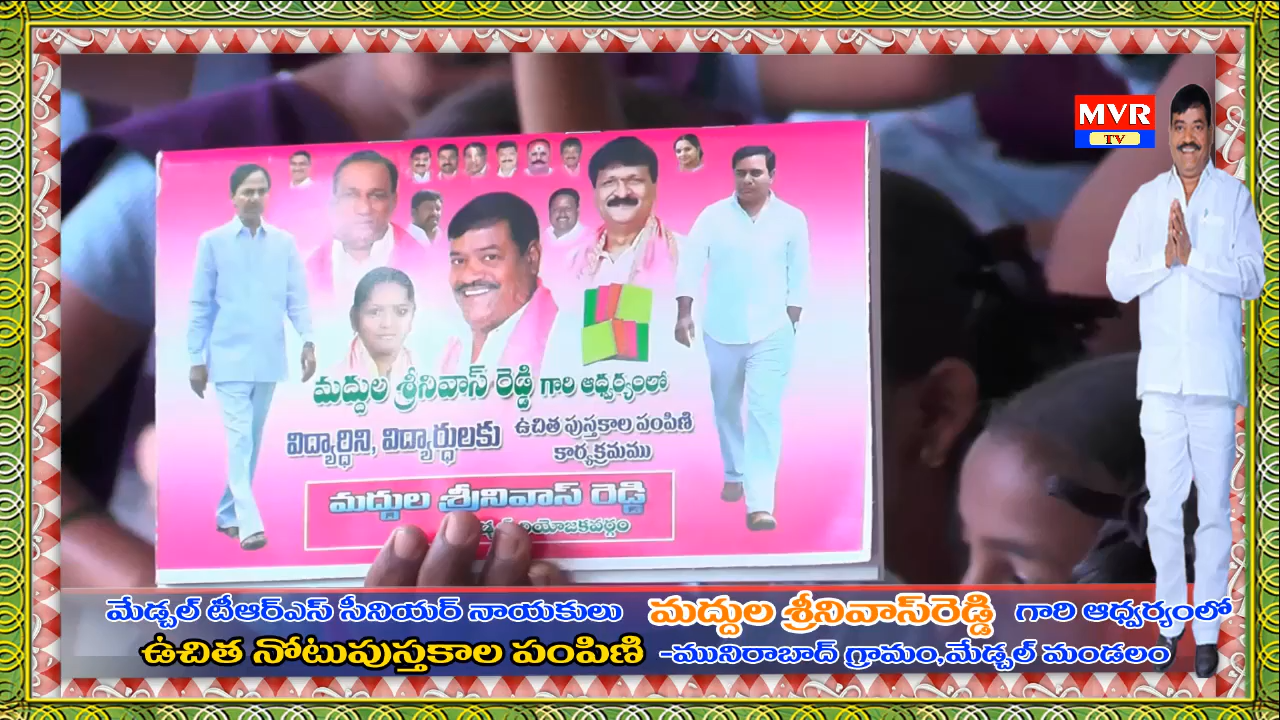 MVR
TV
మద్దుల శ్రీనివాస్ రెడ్డి గారి ఆధ్వర్యంలో
విద్యార్థిని, విద్యార్థులకు ఉచిత పుస్తకాల పంపిణి
కార్యక్రమము
మద్దుల శ్రీనివాస్ రెడ్డి
మేడ్చల్ టీఆర్ఎస్ సీనియర్ నాయకులు మద్దుల శ్రీనివాస్‌రెడ్డి గారి ఆధ్వర్యంలో
ఉచిత నోటుపుస్తకాల పంపిణి -మునిరాబాద్ గ్రామం,మేడ్చల్ మండలం